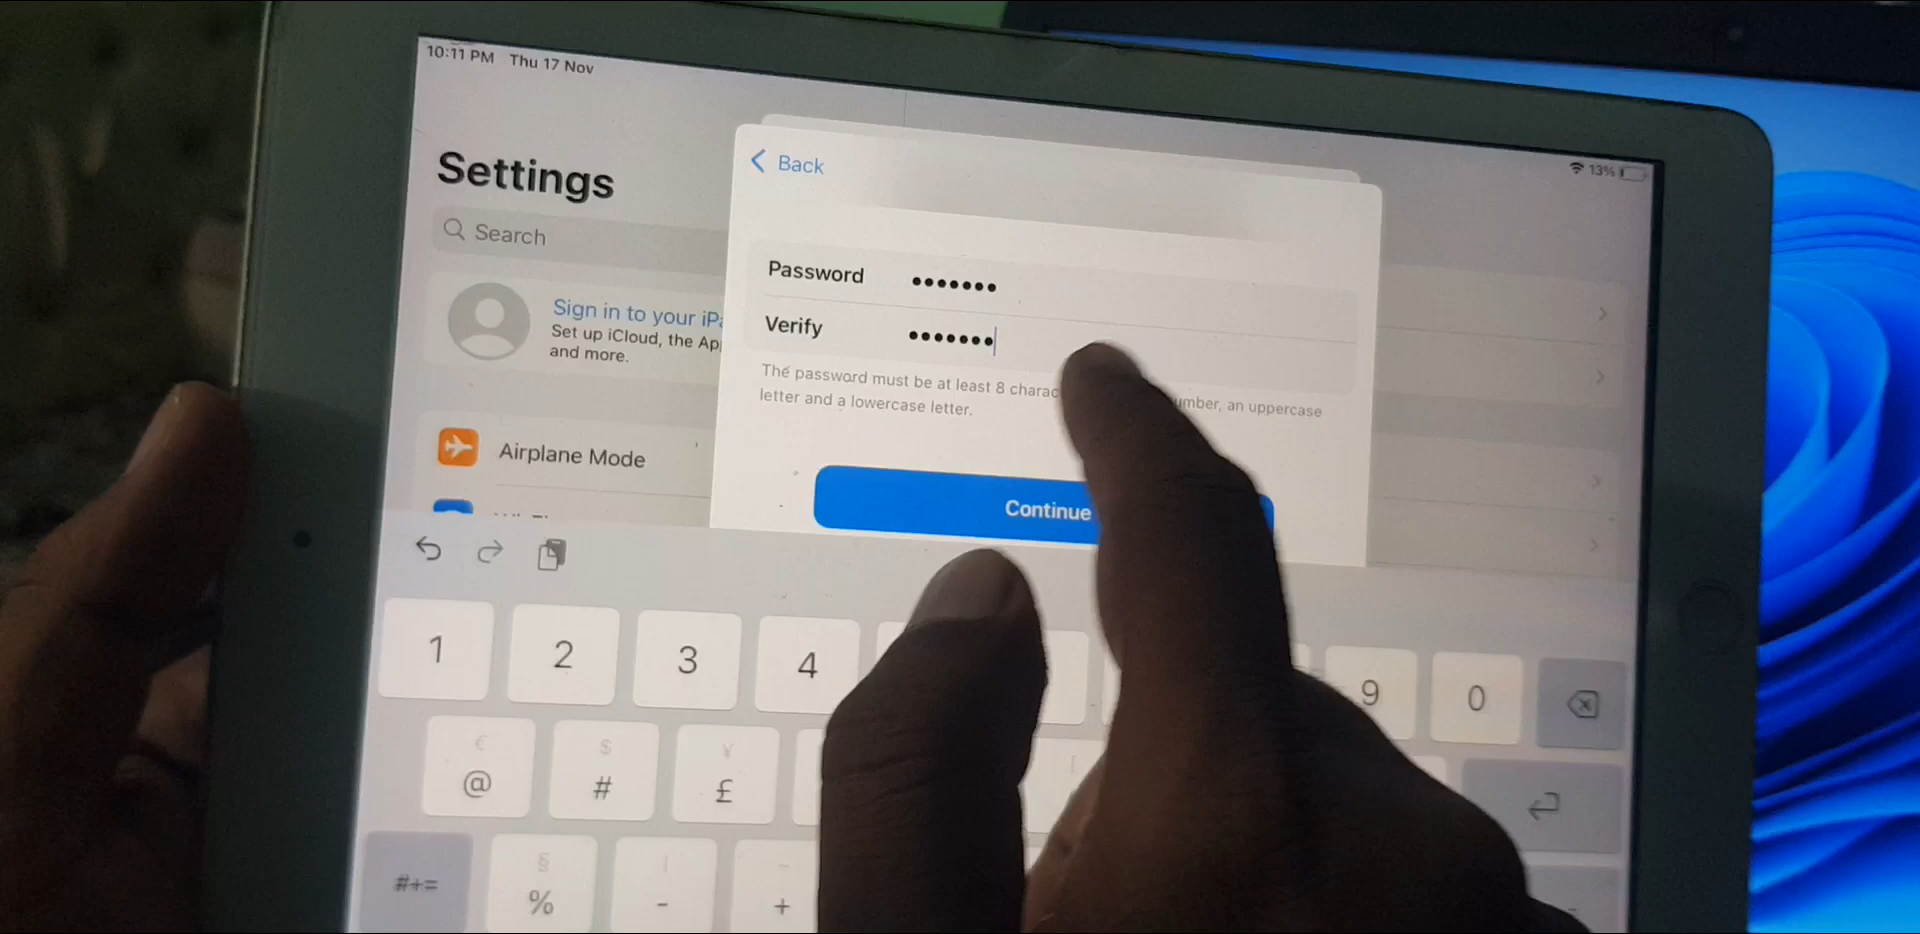 10:11 PM Thu 17 Nov
13%
Settings
Back
Search
Password •••••••
Verify •••••••
Sign in to your iPa
Set up iCloud, the App
and more.
The password must be at least 8 charac umber, an uppercase
letter and a lowercase letter.
Airplane Mode
Continue
1 2 3 4 9 0
€ $ ¥
@ # £
§
#+= % - +